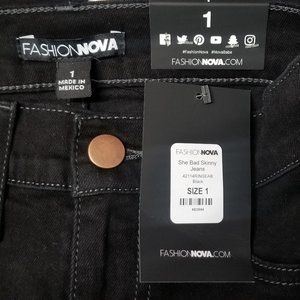 1
#FashionNova #NovaBabe
FASHIONNOVA
1
MADE IN
MEXICO
FASHIONNOVA
She Bad Skinny
Jeans
Black
SIZE 1
FASHIONNOVA.COM
FASHIONNOVA.COM